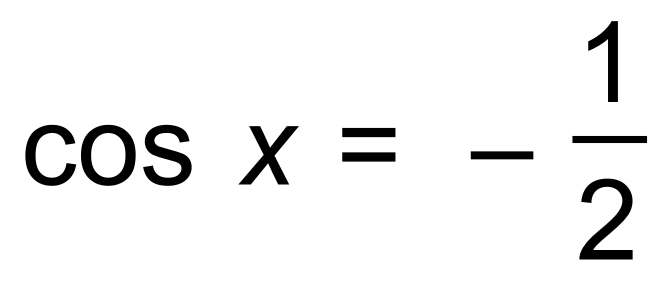 cos x = – 1/2